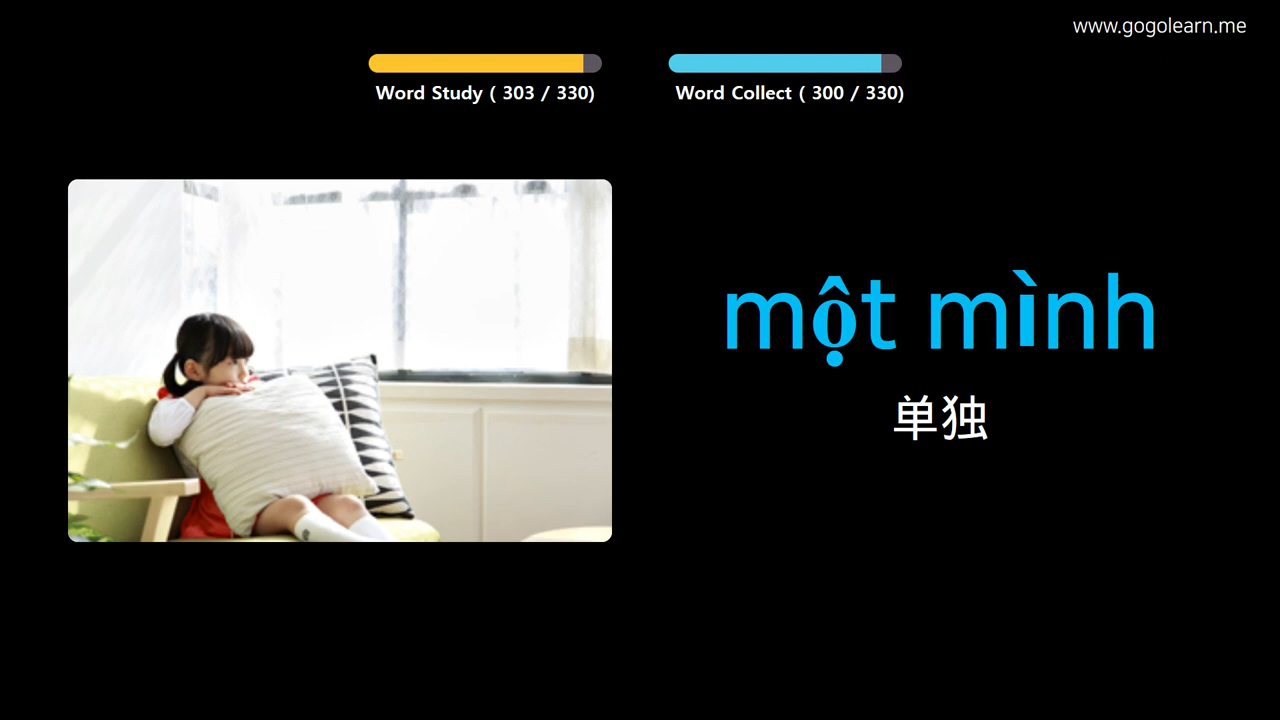 www.gogolearn.me
Word Study ( 303 / 330)
Word Collect ( 300 / 330)
một mình
单独